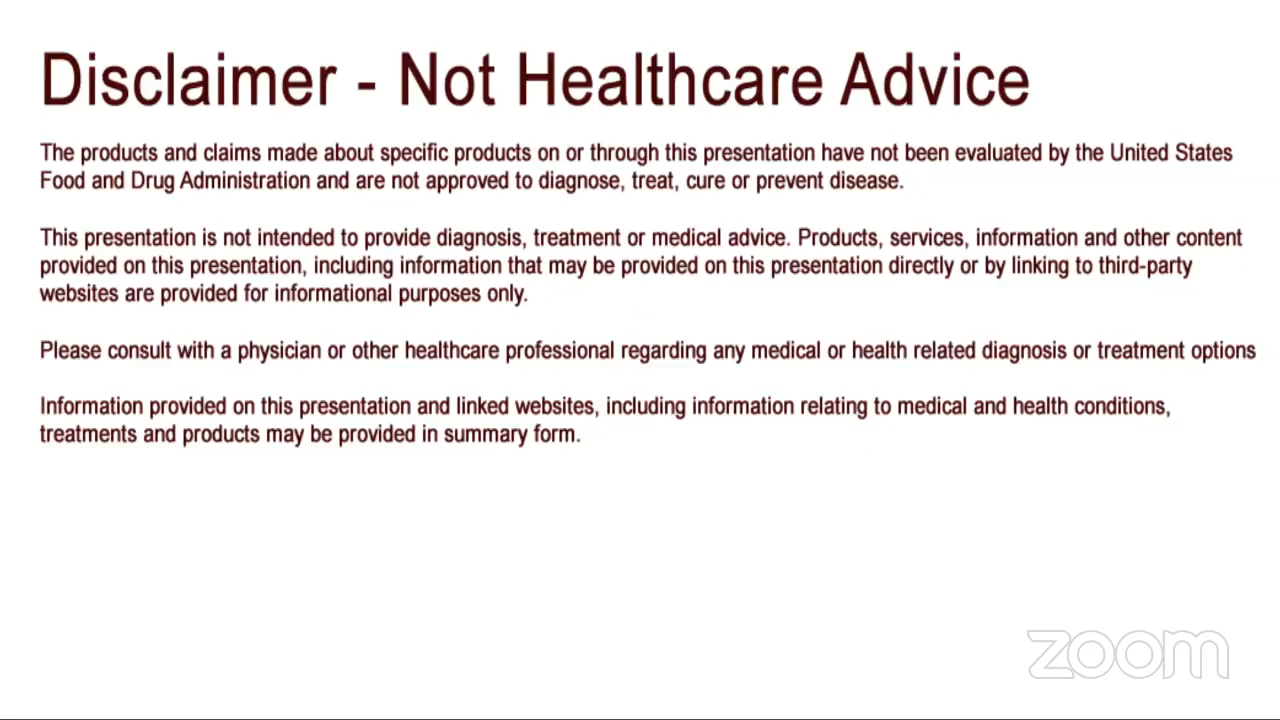 Disclaimer - Not Healthcare Advice
The products and claims made about specific products on or through this presentation have not been evaluated by the United States
Food and Drug Administration and are not approved to diagnose, treat, cure or prevent disease.
This presentation is not intended to provide diagnosis, treatment or medical advice. Products, services, information and other content
provided on this presentation, including information that may be provided on this presentation directly or by linking to third-party
websites are provided for informational purposes only.
Please consult with a physician or other healthcare professional regarding any medical or health related diagnosis or treatment options
Information provided on this presentation and linked websites, including information relating to medical and health conditions,
treatments and products may be provided in summary form.
zoom